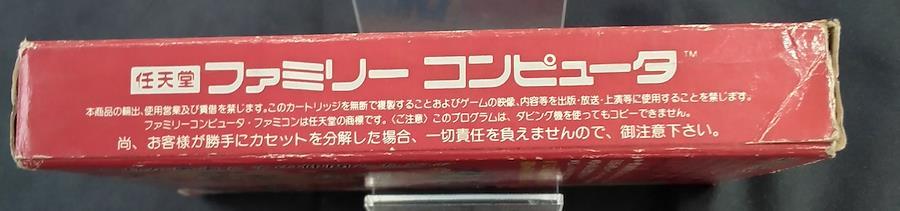 任天堂 ファミリー コンピュータ™
本商品の輸出、使用営業及び賃貸を禁じます。このカートリッジを無断で複製することおよびゲームの映像、内容等を出版・放送・上演等に使用することを禁じます。
ファミリーコンピュータ・ファミコンは任天堂の商標です。〈ご注意〉このプログラムは、ダビング機を使ってもコピーできません。
尚、お客様が勝手にカセットを分解した場合、一切責任を負えませんので、御注意下さい。